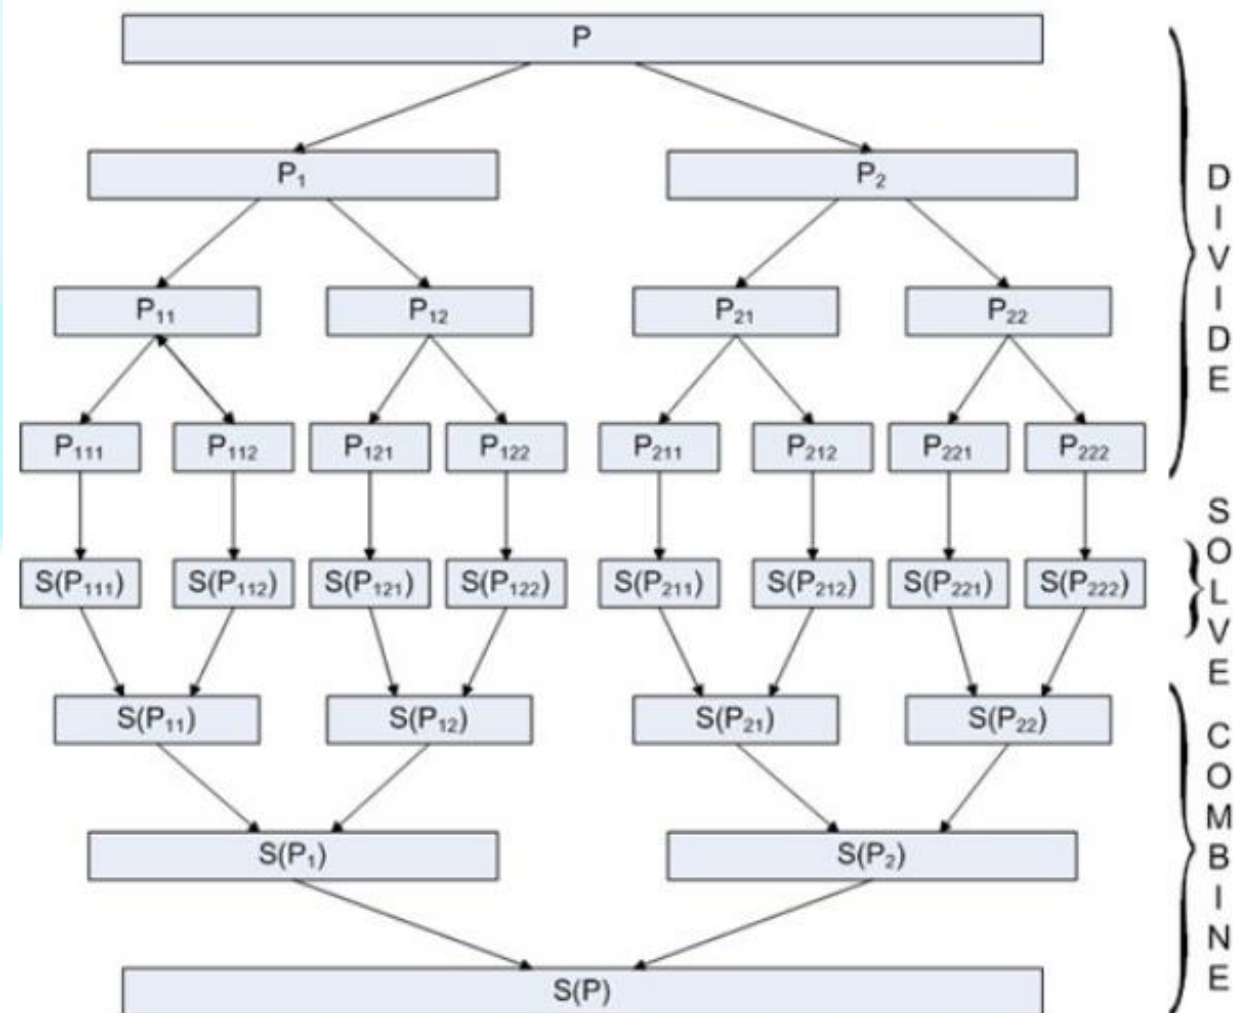 P
P₁ P₂
P₁₁ P₁₂ P₂₁ P₂₂
P₁₁₁ P₁₁₂ P₁₂₁ P₁₂₂ P₂₁₁ P₂₁₂ P₂₂₁ P₂₂₂
S(P₁₁₁) S(P₁₁₂) S(P₁₂₁) S(P₁₂₂) S(P₂₁₁) S(P₂₁₂) S(P₂₂₁) S(P₂₂₂)
S(P₁₁) S(P₁₂) S(P₂₁) S(P₂₂)
S(P₁) S(P₂)
S(P)
DIVIDE
SOLVE
COMBINE